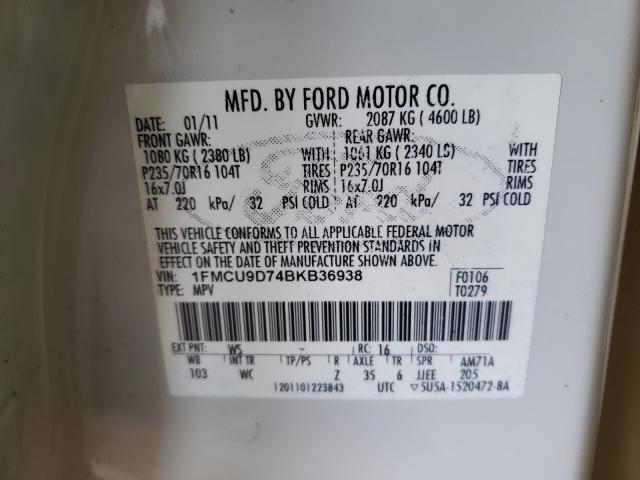 MFD. BY FORD MOTOR CO.
DATE: 01/11 GVWR: 2087 KG ( 4600 LB)
FRONT GAWR: REAR GAWR:
1080 KG ( 2380 LB) WITH 1061 KG ( 2340 LB) WITH
P235/70R16 104T TIRES P235/70R16 104T TIRES
16x7.0J RIMS 16x7.0J RIMS
AT 220 kPa/ 32 PSI COLD AT 220 kPa/ 32 PSI COLD
THIS VEHICLE CONFORMS TO ALL APPLICABLE FEDERAL MOTOR
VEHICLE SAFETY AND THEFT PREVENTION STANDARDS IN
EFFECT ON THE DATE OF MANUFACTURE SHOWN ABOVE.
VIN: 1FMCU9D74BKB36938 F0106
TYPE: MPV T0279
EXT PNT: WS ~ RC: 16 DSO:
WB INT TR TP/PS R AXLE TR SPR AM71A
103 WC Z 35 6 JJEE 205
1201101223843 UTC ▽5U5A-1520472-BA